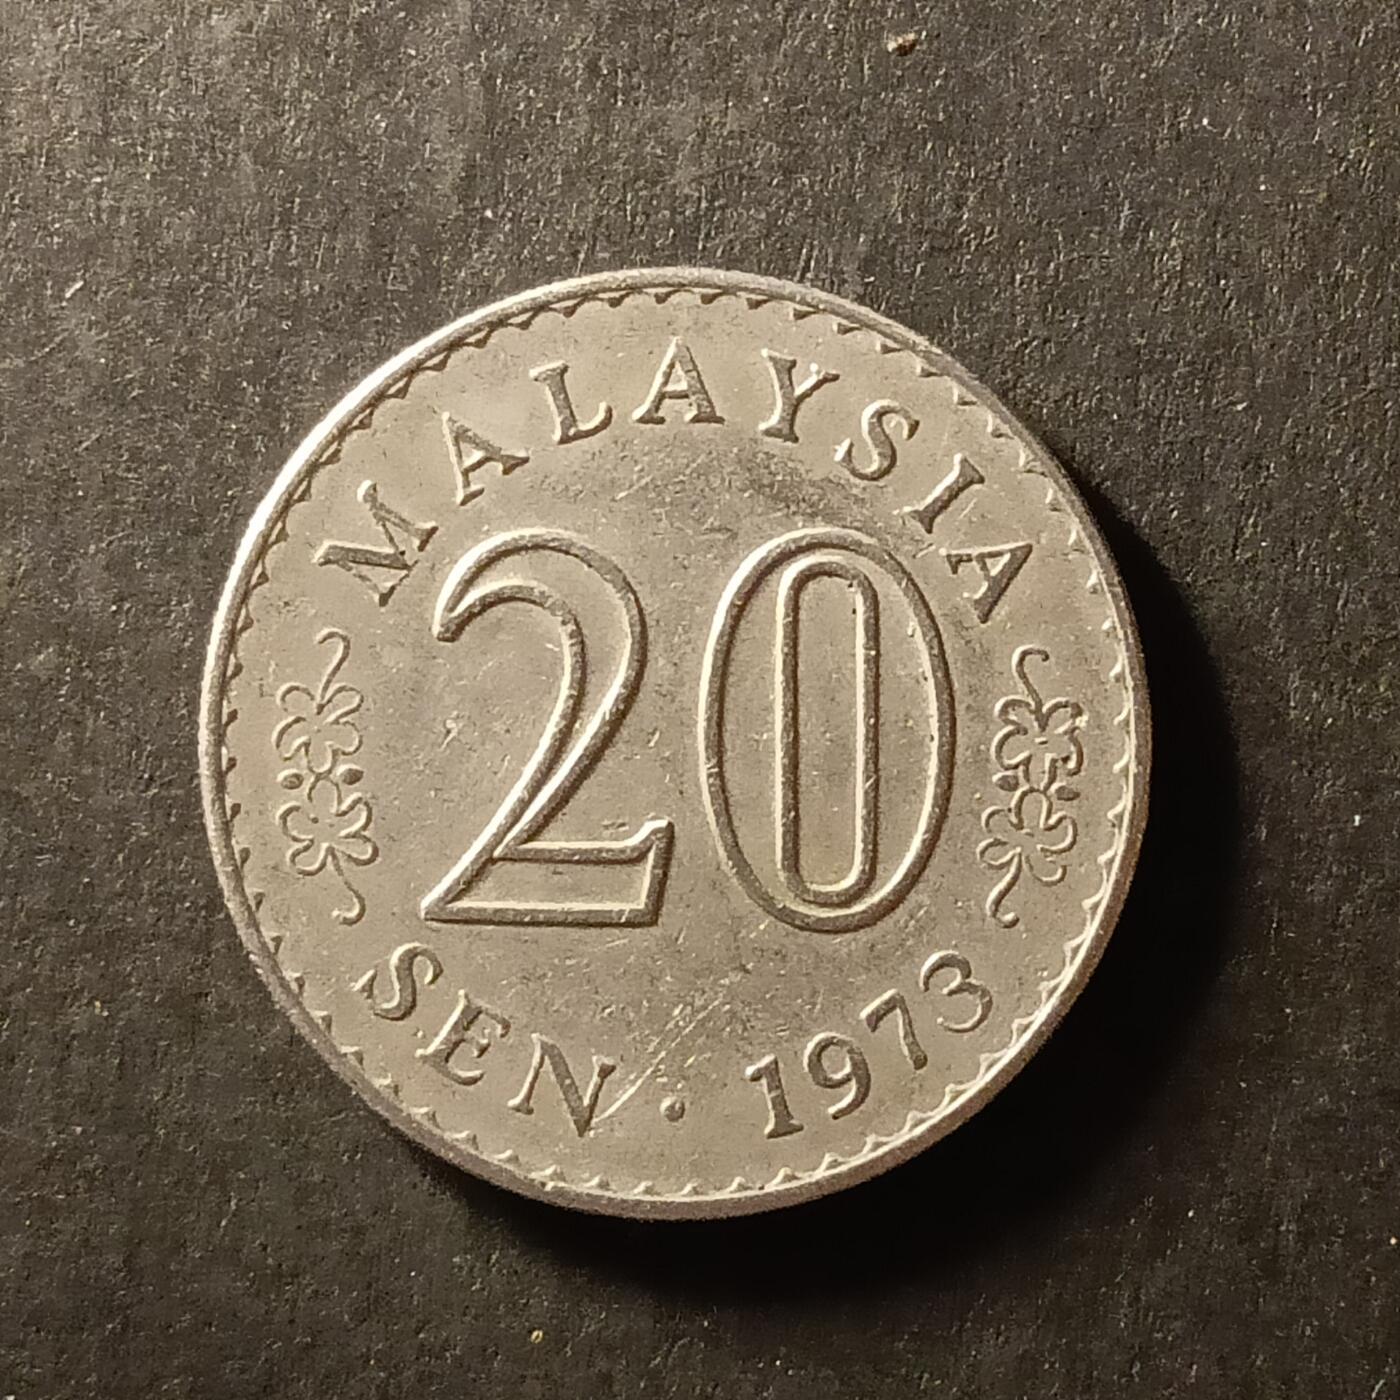 MALAYSIA
20
SEN · 1973